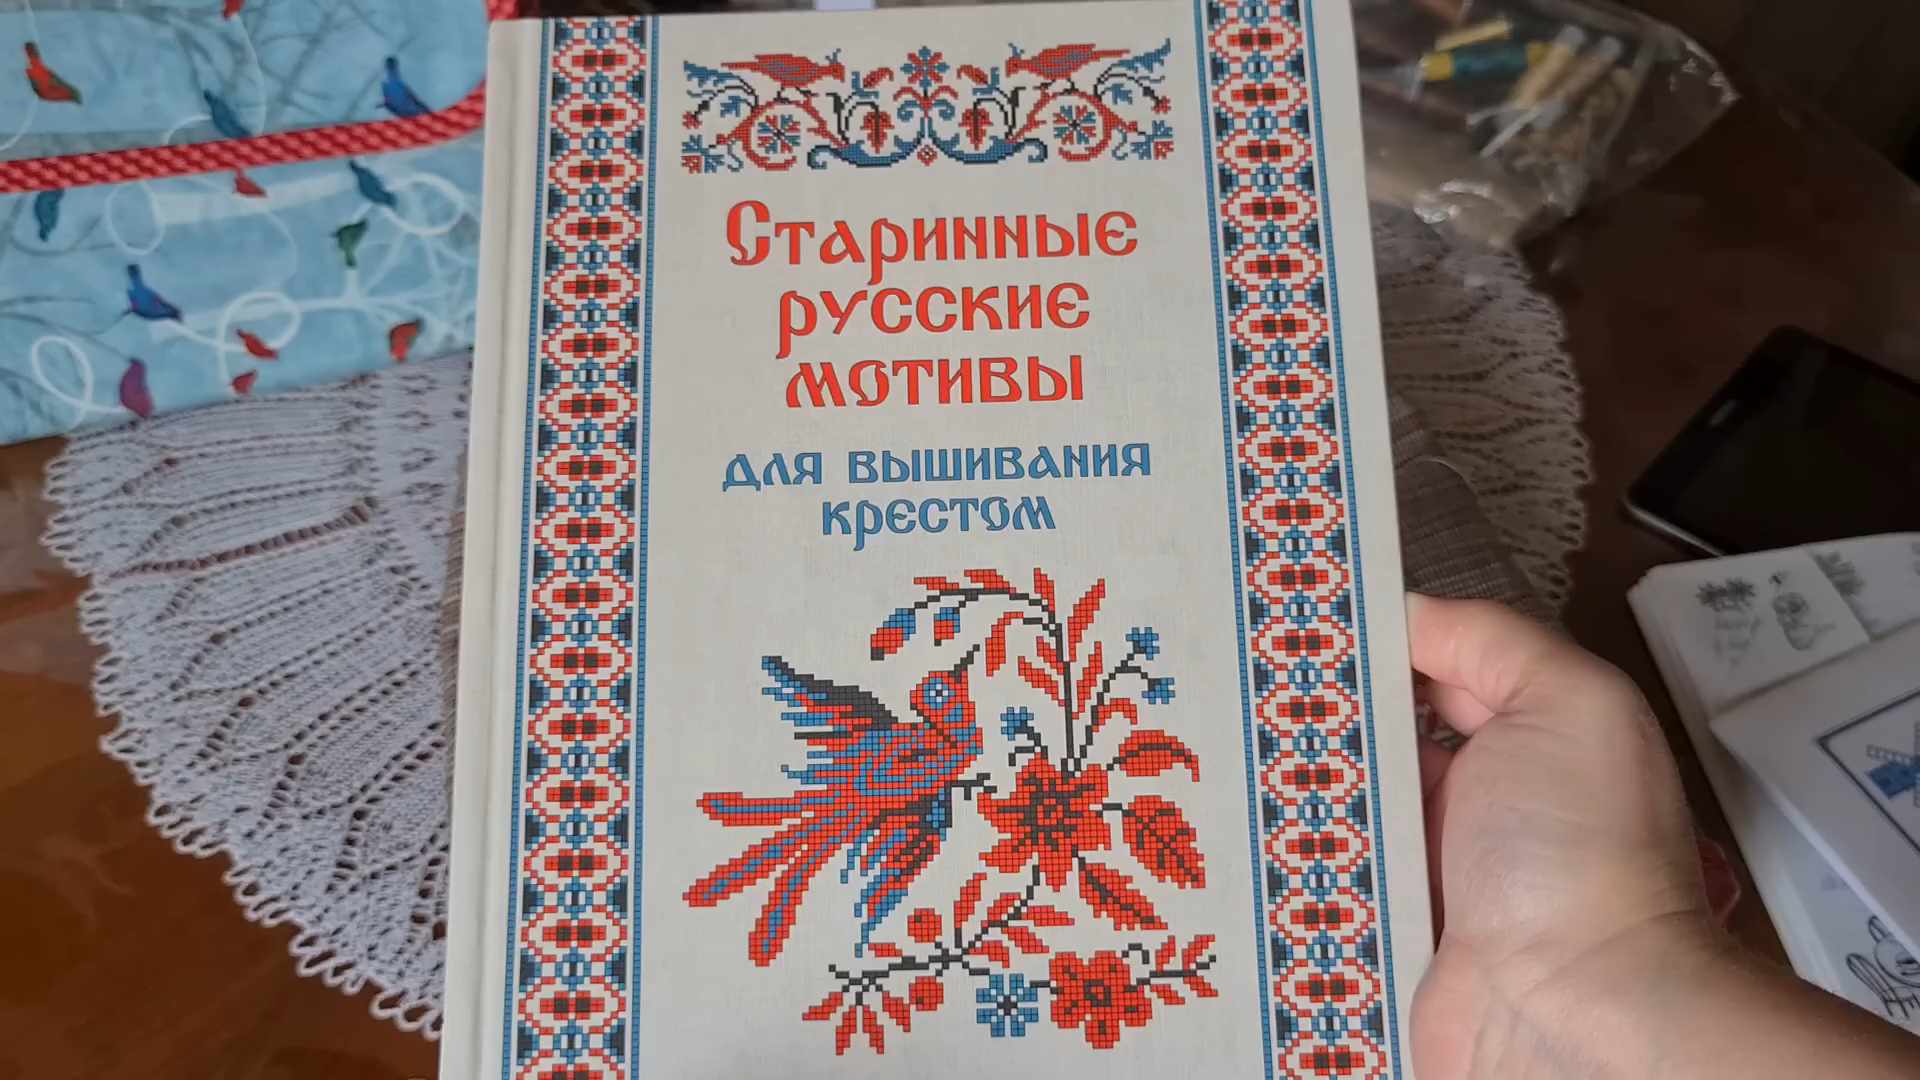 Старинные
русские
мотивы
для вышивания
крестом